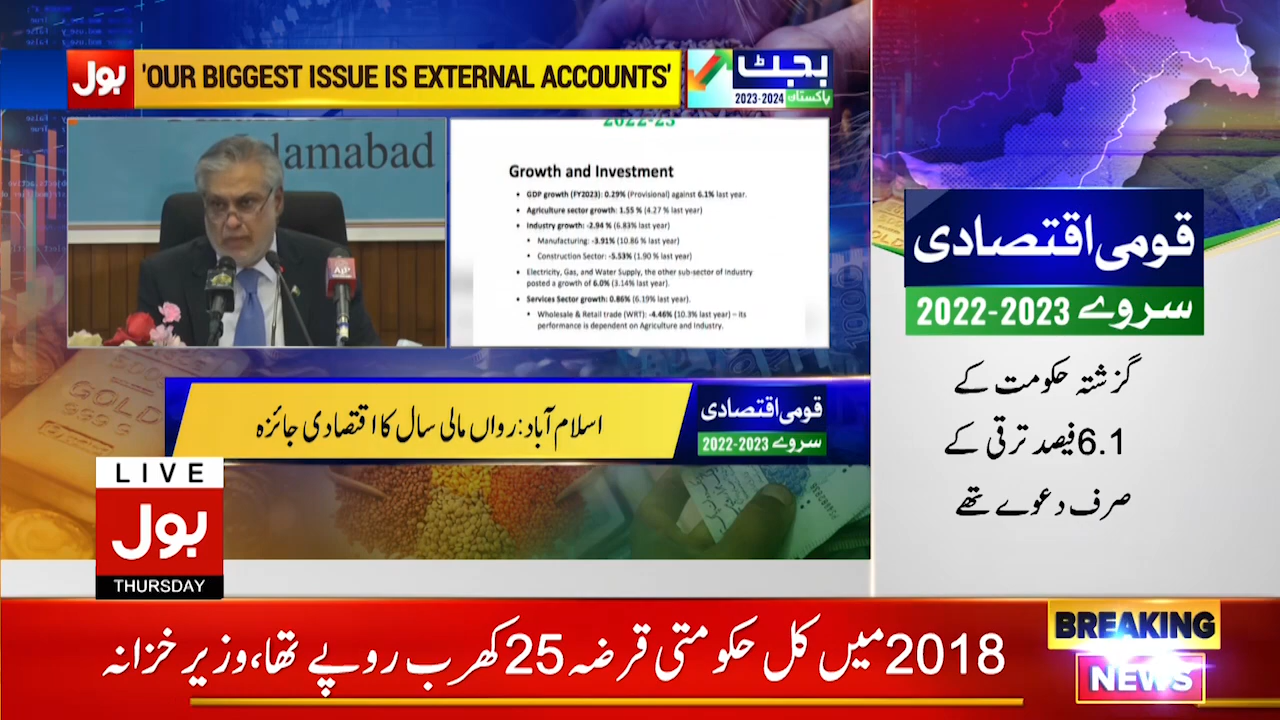 بول
'OUR BIGGEST ISSUE IS EXTERNAL ACCOUNTS'
بجٹ
پاکستان 2023-2024
lamabad
AIP
2022-23
Growth and Investment
• GDP growth (FY2023): 0.29% (Provisional) against 6.1% last year.
• Agriculture sector growth: 1.55 % (4.27 % last year)
• Industry growth: -2.94 % (6.83% last year)
• Manufacturing: -3.91% (10.86 % last year)
• Construction Sector: -5.53% (1.90 % last year)
• Electricity, Gas, and Water Supply, the other sub-sector of industry
posted a growth of 6.0% (3.14% last year).
• Services Sector growth: 0.86% (6.19% last year).
• Wholesale & Retail trade (WRT): -4.46% (10.3% last year) – its
performance is dependent on Agriculture and Industry.
قومی اقتصادی
سروے 2022-2023
گزشتہ حکومت کے
6.1 فیصد ترقی کے
صرف دعوے تھے
اسلام آباد: رواں مالی سال کا اقتصادی جائزہ
قومی اقتصادی
سروے 2022-2023
GOLD
999.9
LIVE
بول
THURSDAY
2018 میں کل حکومتی قرضہ 25 کھرب روپے تھا، وزیر خزانہ
BREAKING
NEWS